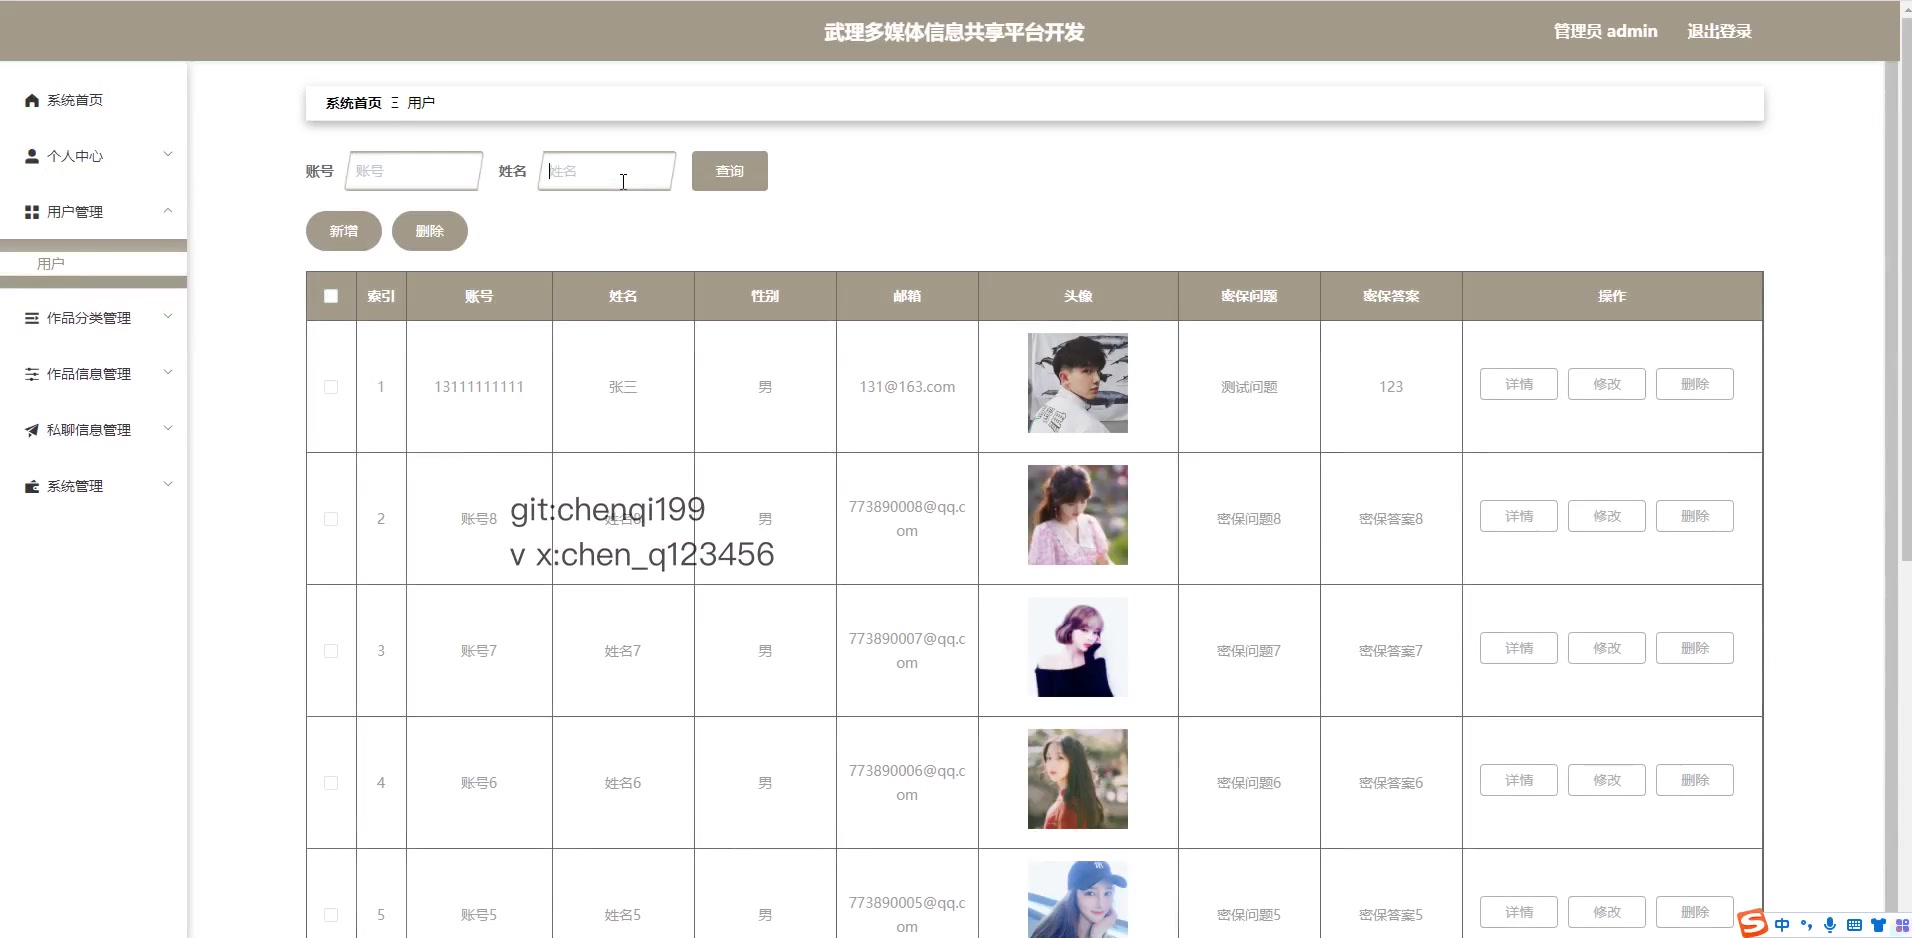 武理多媒体信息共享平台开发
管理员 admin 退出登录
系统首页
个人中心
用户管理
用户
作品分类管理
作品信息管理
私聊信息管理
系统管理
系统首页 Ξ 用户
账号 账号 姓名 姓名 查询
新增 删除
索引 账号 姓名 性别 邮箱 头像 密保问题 密保答案 操作
1 13111111111 张三 男 131@163.com 测试问题 123 详情 修改 删除
2 账号8 姓名8 男 773890008@qq.c
om 密保问题8 密保答案8 详情 修改 删除
git:chenqi199
v x:chen_q123456
3 账号7 姓名7 男 773890007@qq.c
om 密保问题7 密保答案7 详情 修改 删除
4 账号6 姓名6 男 773890006@qq.c
om 密保问题6 密保答案6 详情 修改 删除
5 账号5 姓名5 男 773890005@qq.c
om 密保问题5 密保答案5 详情 修改 删除
S 中